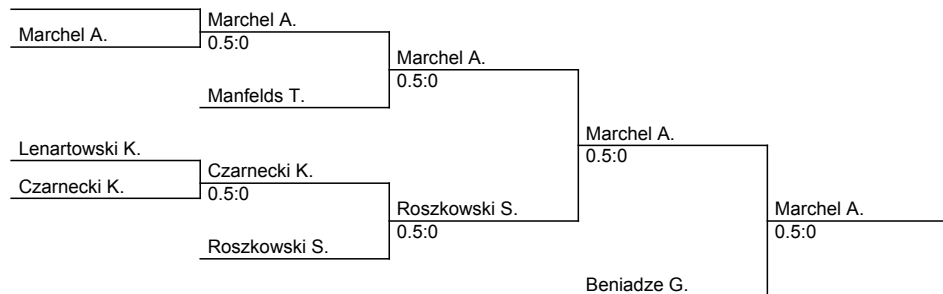 Marchel A.
Marchel A.
0.5:0
Marchel A.
0.5:0
Manfelds T.
Marchel A.
0.5:0
Lenartowski K.
Czarnecki K.
Czarnecki K.
0.5:0
Roszkowski S.
0.5:0
Roszkowski S.
Marchel A.
0.5:0
Beniadze G.